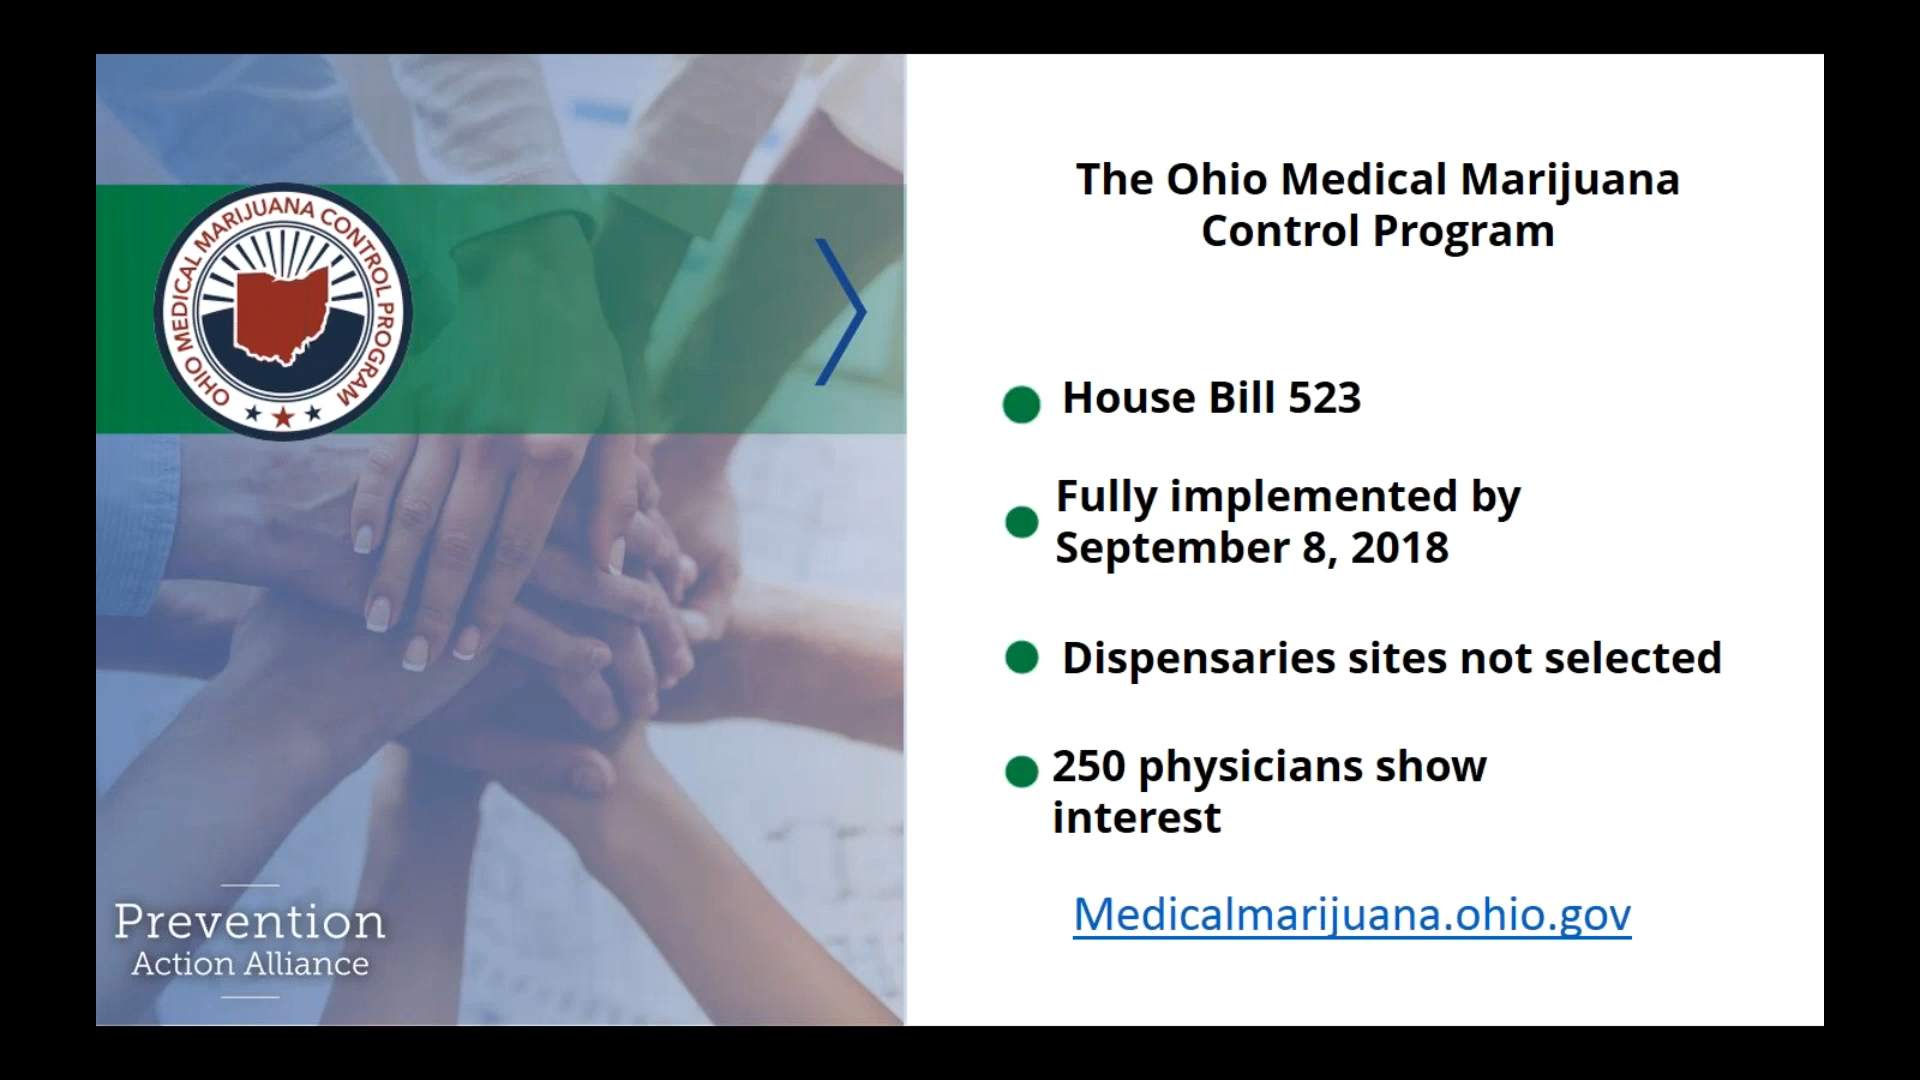 OHIO MEDICAL MARIJUANA CONTROL PROGRAM
Prevention
Action Alliance
The Ohio Medical Marijuana
Control Program
House Bill 523
Fully implemented by
September 8, 2018
Dispensaries sites not selected
250 physicians show
interest
Medicalmarijuana.ohio.gov